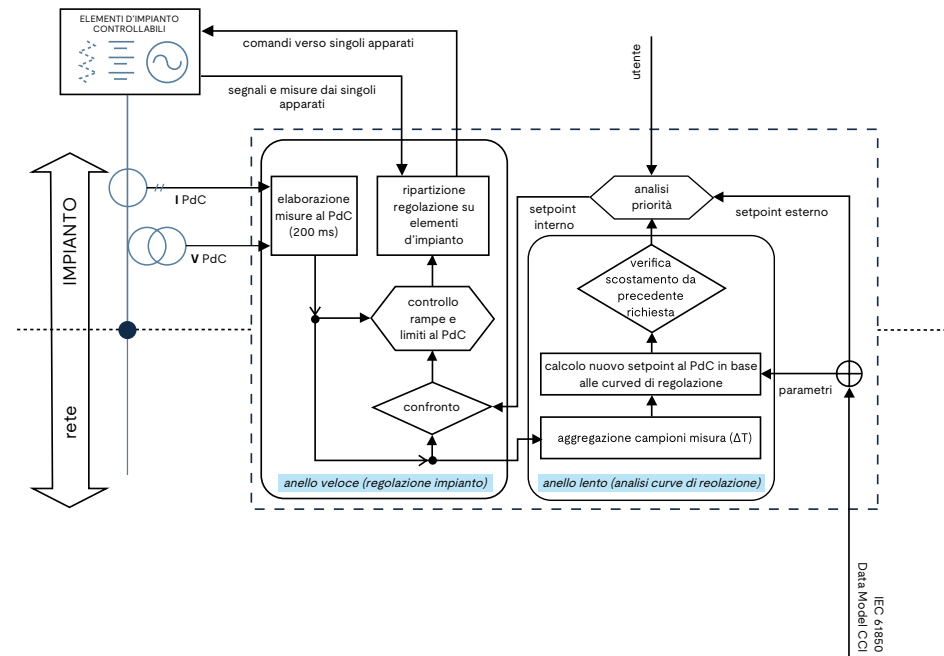 ELEMENTI D'IMPIANTO
CONTROLLABILI
comandi verso singoli apparati
segnali e misure dai singoli
apparati
utente
IMPIANTO
rete
I PdC
V PdC
elaborazione
misure al PdC
(200 ms)
ripartizione
regolazione su
elementi
d'impianto
controllo
rampe e
limiti al PdC
confronto
anello veloce (regolazione impianto)
setpoint
interno
analisi
priorità
setpoint esterno
verifica
scostamento da
precedente
richiesta
calcolo nuovo setpoint al PdC in base
alle curved di regolazione
parametri
aggregazione campioni misura (ΔT)
anello lento (analisi curve di reolazione)
IEC 61850
Data Model CCI